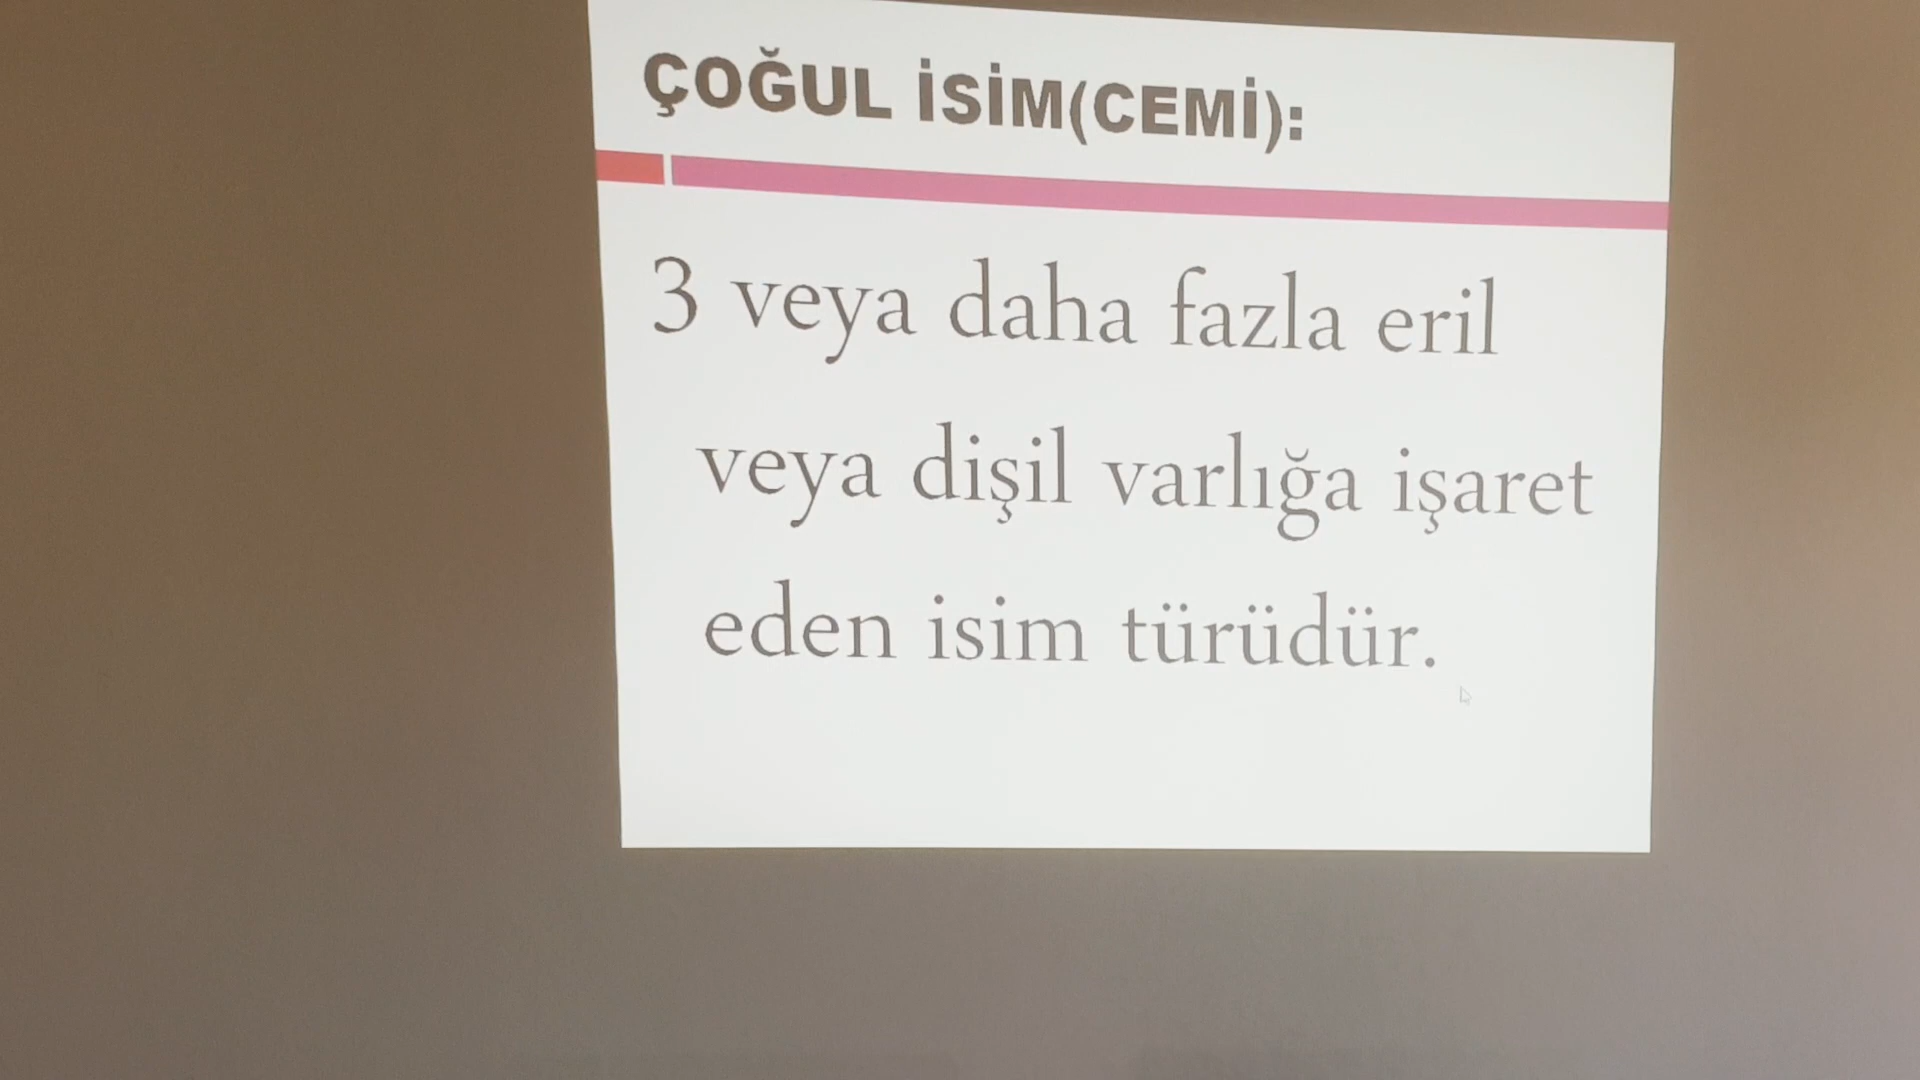 ÇOĞUL İSİM(CEMİ):
3 veya daha fazla eril
veya dişil varlığa işaret
eden isim türüdür.